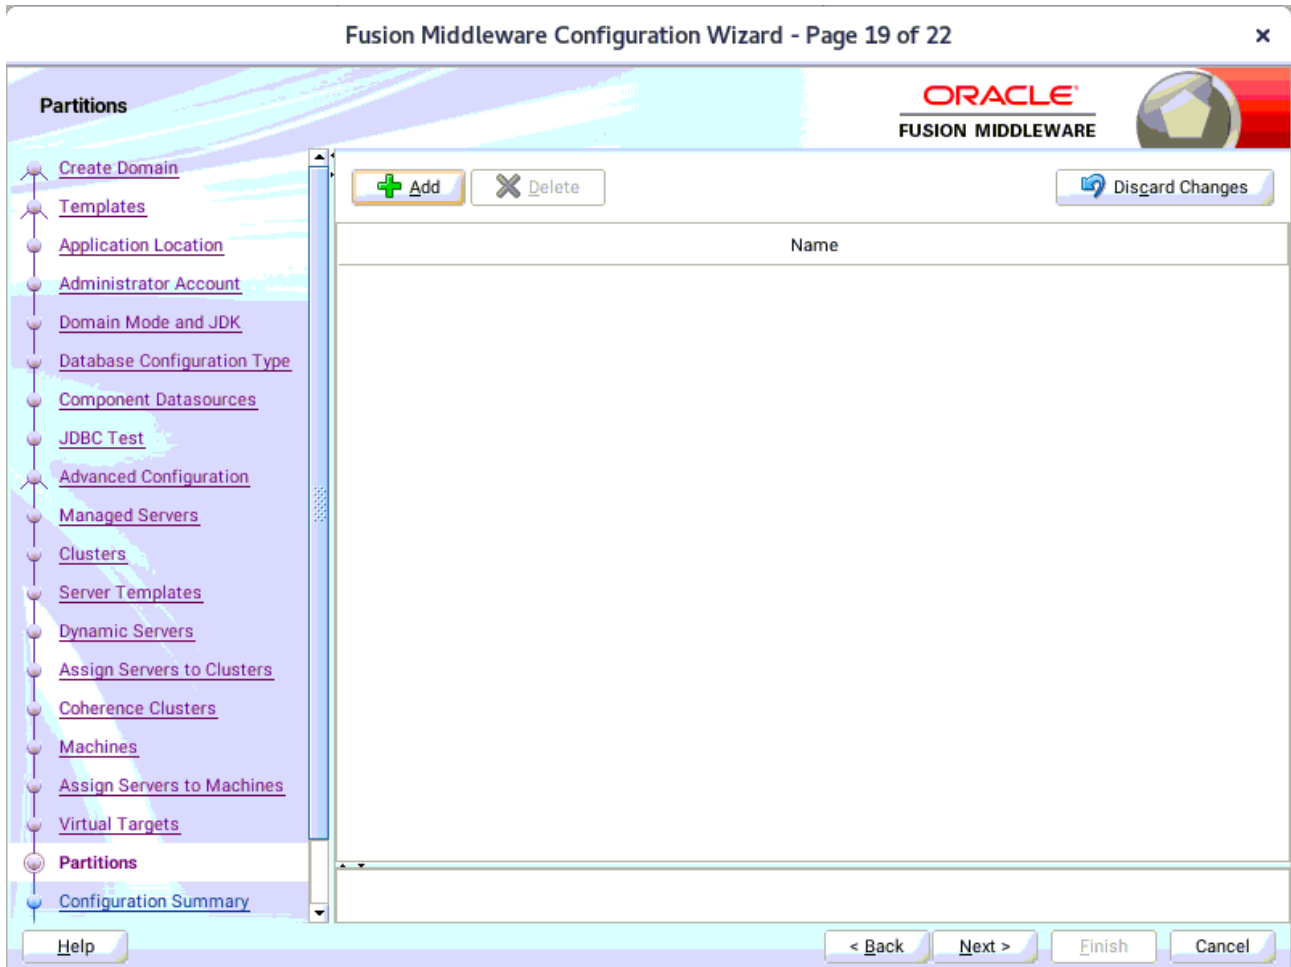 Fusion Middleware Configuration Wizard - Page 19 of 22
Partitions
ORACLE
FUSION MIDDLEWARE
Create Domain
Templates
Application Location
Administrator Account
Domain Mode and JDK
Database Configuration Type
Component Datasources
JDBC Test
Advanced Configuration
Managed Servers
Clusters
Server Templates
Dynamic Servers
Assign Servers to Clusters
Coherence Clusters
Machines
Assign Servers to Machines
Virtual Targets
Partitions
Configuration Summary
Add Delete Discard Changes
Name
Help < Back Next > Finish Cancel